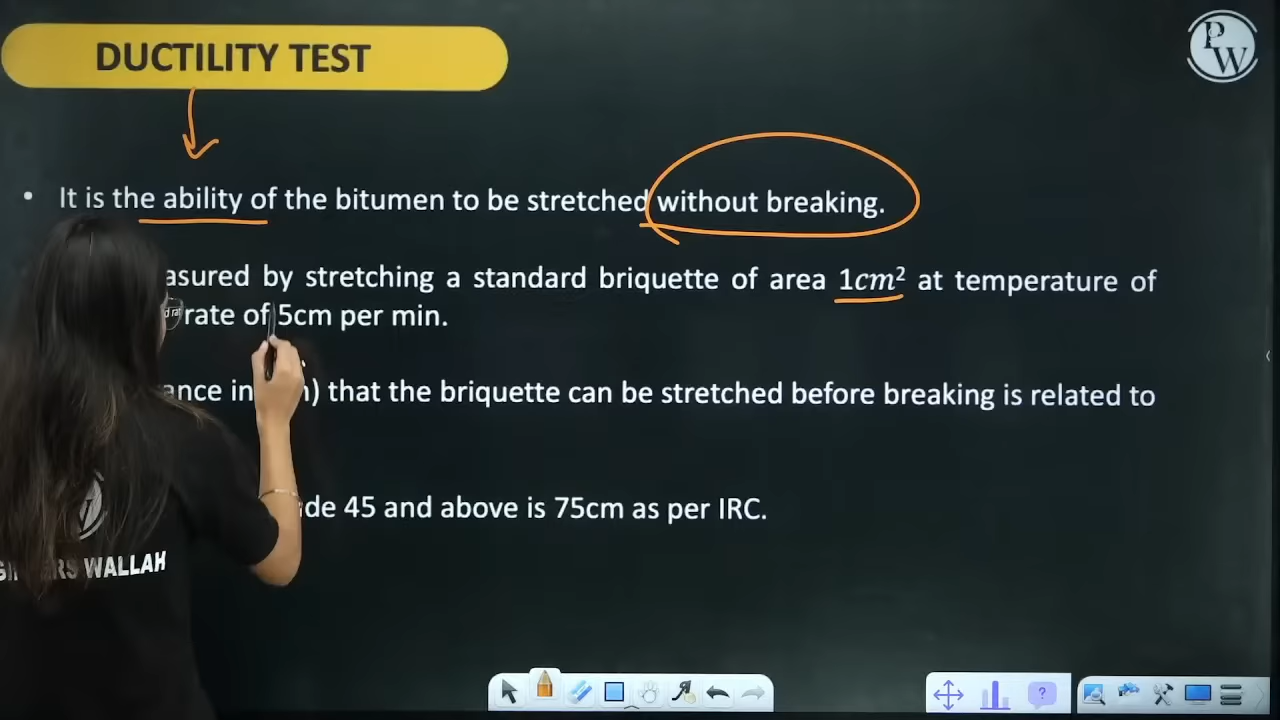 DUCTILITY TEST
P
W
• It is the ability of the bitumen to be stretched without breaking.
asured by stretching a standard briquette of area 1cm² at temperature of
rate of 5cm per min.
ance in ) that the briquette can be stretched before breaking is related to
de 45 and above is 75cm as per IRC.
W
WALLAH
?